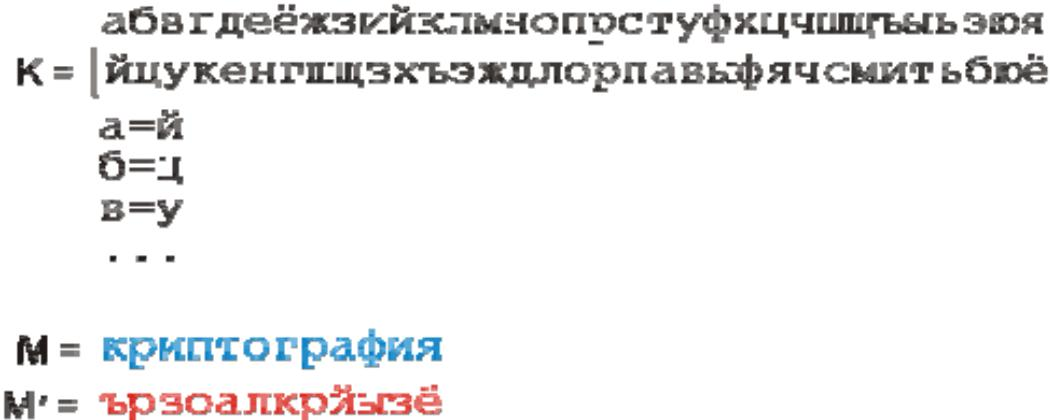 абвгдеёжзийклмнопрстуфхцчшщъыьэюя
K = |йцукенгшщзхъэждлорпавыфячсмитьбюё
а=й
б=ц
в=у
...
M = криптография
M' = ързоалкрйызё